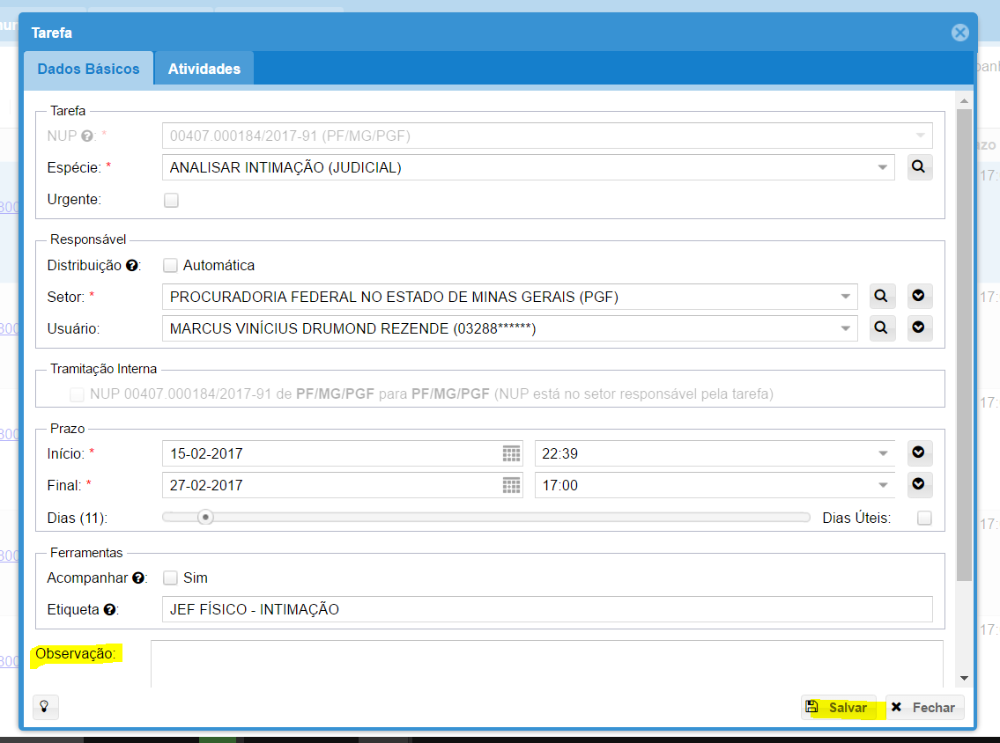 Tarefa
Dados Básicos Atividades
Tarefa
NUP ?: * 00407.000184/2017-91 (PF/MG/PGF)
Espécie: * ANALISAR INTIMAÇÃO (JUDICIAL)
Urgente:
Responsável
Distribuição ?: Automática
Setor: * PROCURADORIA FEDERAL NO ESTADO DE MINAS GERAIS (PGF)
Usuário: MARCUS VINÍCIUS DRUMOND REZENDE (03288******)
Tramitação Interna
NUP 00407.000184/2017-91 de PF/MG/PGF para PF/MG/PGF (NUP está no setor responsável pela tarefa)
Prazo
Início: * 15-02-2017 22:39
Final: * 27-02-2017 17:00
Dias (11): Dias Úteis:
Ferramentas
Acompanhar ?: Sim
Etiqueta ?: JEF FÍSICO - INTIMAÇÃO
Observação:
Salvar Fechar